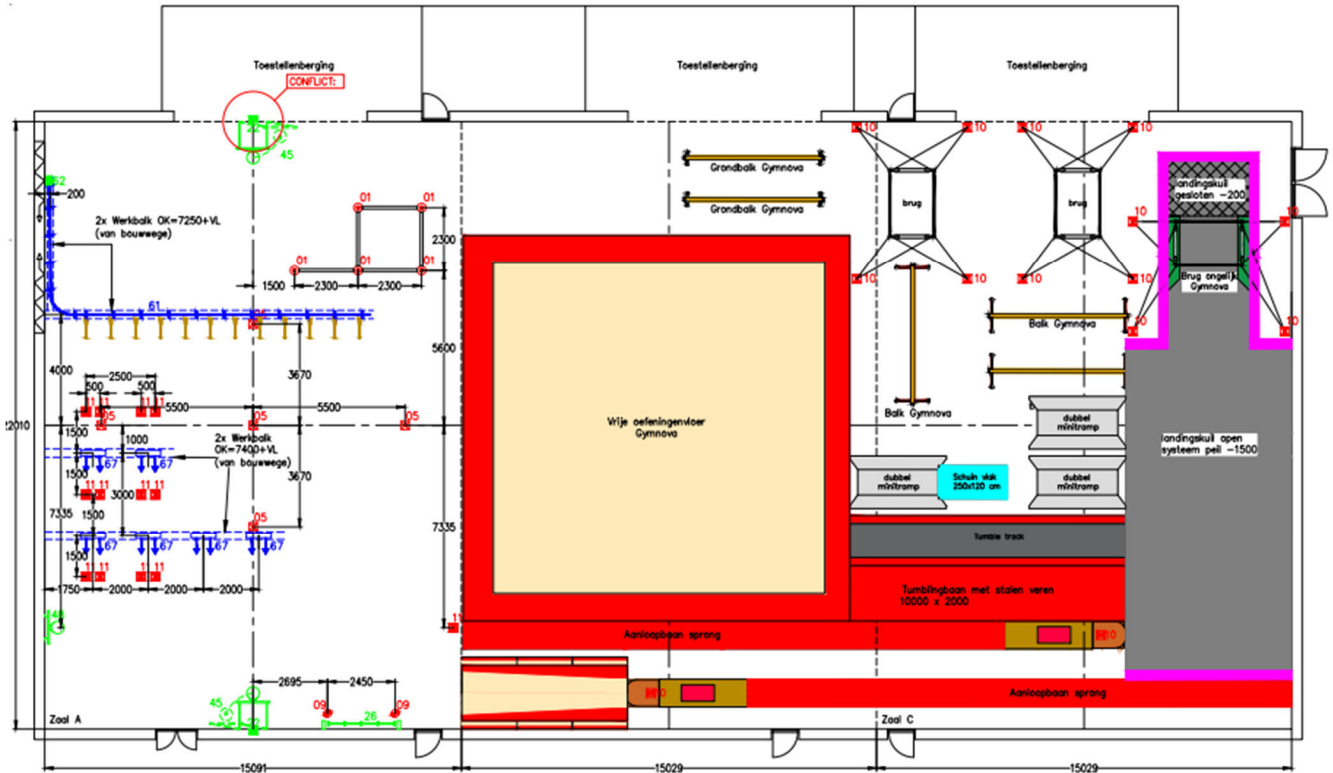 Toestellenberging
Toestellenberging
Toestellenberging
CONFLICT:
22
45
10
10
10
10
52
200
2x Werkbalk OK=7250+VL
(van bouwwege)
01
01
01
01
01
2300
1500
2300
2300
Grondbalk Gymnova
Grondbalk Gymnova
brug
brug
landingskuil
gesloten -200
10
10
10
10
10
10
Brug ongelijk
Gymnova
10
10
61
05
4000
3670
5600
Balk Gymnova
Balk Gymnova
2500
500
500
11
11
11
11
05
5500
05
5500
05
22010
1500
1000
2x Werkbalk
OK=7400+VL
(van bouwwege)
67
67
1500
3000
3670
11
11
11
11
7335
1500
05
7335
67
67
67
67
1500
11
11
11
11
1750
2000
2000
2000
Vrije oefeningenvloer
Gymnova
dubbel
minitramp
dubbel
minitramp
Schuin vlak
250x120 cm
dubbel
minitramp
landingskuil open
systeem peil -1500
Tumble track
Tumblingbaan met stalen veren
10000 x 2000
11
Aanloopbaan sprong
10
2695
2450
45
22
09
09
26
10
Aanloopbaan sprong
Zaal A
Zaal C
15091
15029
15029